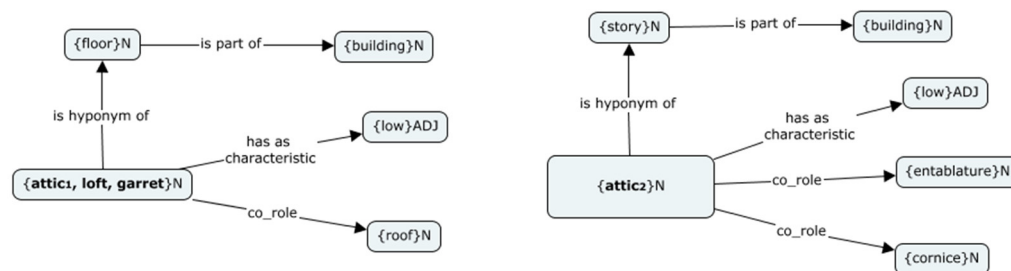 {floor}N
is part of
{building}N
is hyponym of
{low}ADJ
has as
characteristic
{attic1, loft, garret}N
co_role
{roof}N
{story}N
is part of
{building}N
is hyponym of
{low}ADJ
has as
characteristic
{attic2}N
co_role
{entablature}N
co_role
{cornice}N